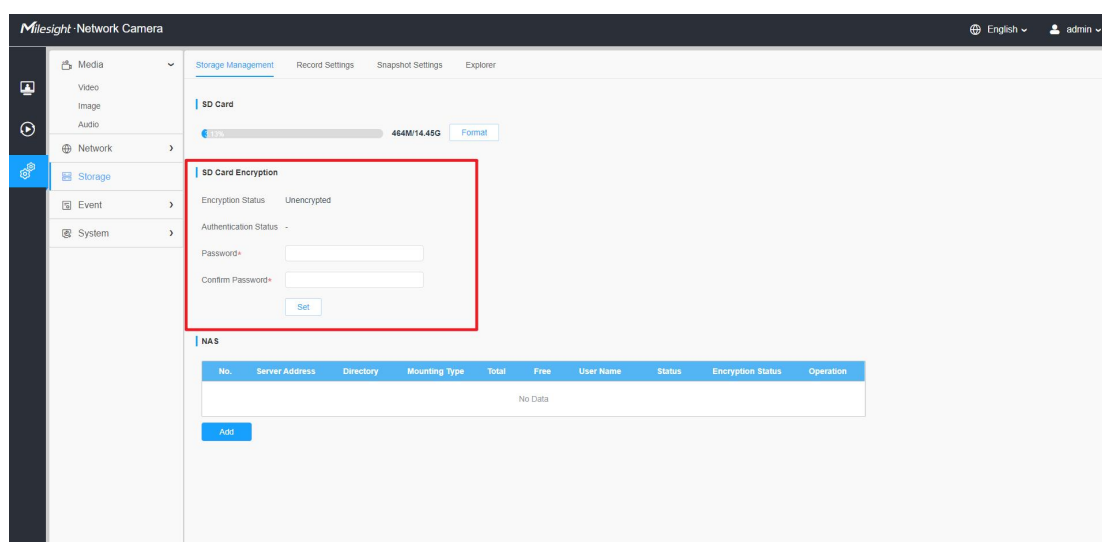 Milesight ·Network Camera
English
admin
Media
Video
Image
Audio
Network
Storage
Event
System
Storage Management Record Settings Snapshot Settings Explorer
SD Card
464M/14.45G Format
SD Card Encryption
Encryption Status Unencrypted
Authentication Status -
Password*
Confirm Password*
Set
NAS
No. Server Address Directory Mounting Type Total Free User Name Status Encryption Status Operation
No Data
Add